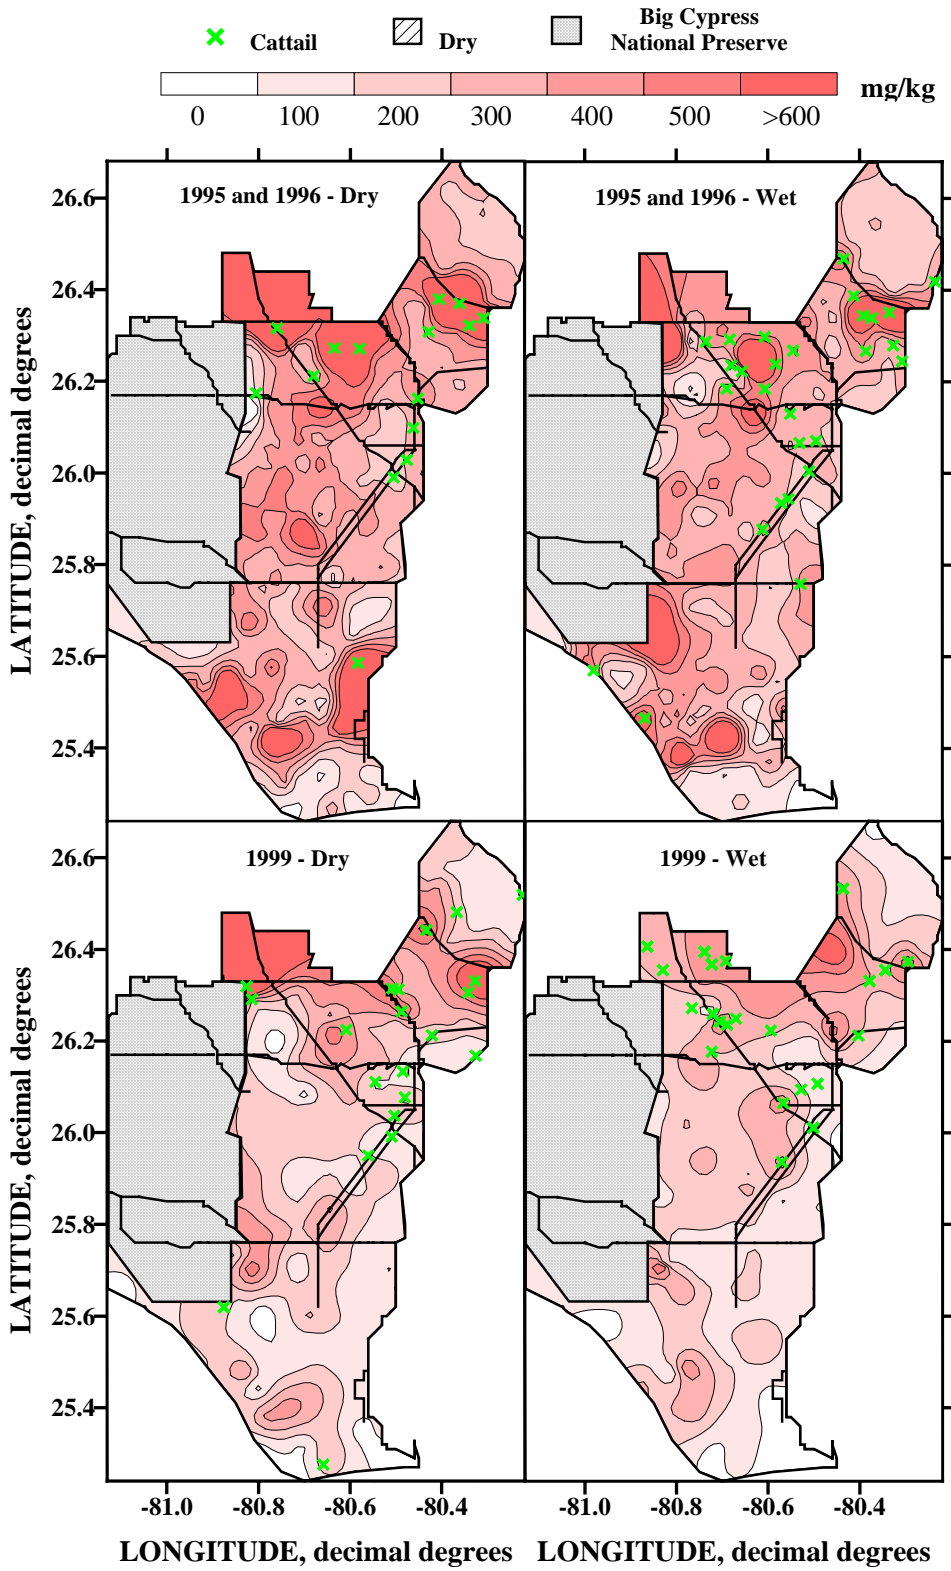 Cattail
Dry
Big Cypress
National Preserve
mg/kg
0 100 200 300 400 500 >600
1995 and 1996 - Dry
1995 and 1996 - Wet
26.6
26.4
26.2
26.0
25.8
25.6
25.4
LATITUDE, decimal degrees
1999 - Dry
1999 - Wet
26.6
26.4
26.2
26.0
25.8
25.6
25.4
LATITUDE, decimal degrees
-81.0 -80.8 -80.6 -80.4
-81.0 -80.8 -80.6 -80.4
LONGITUDE, decimal degrees
LONGITUDE, decimal degrees